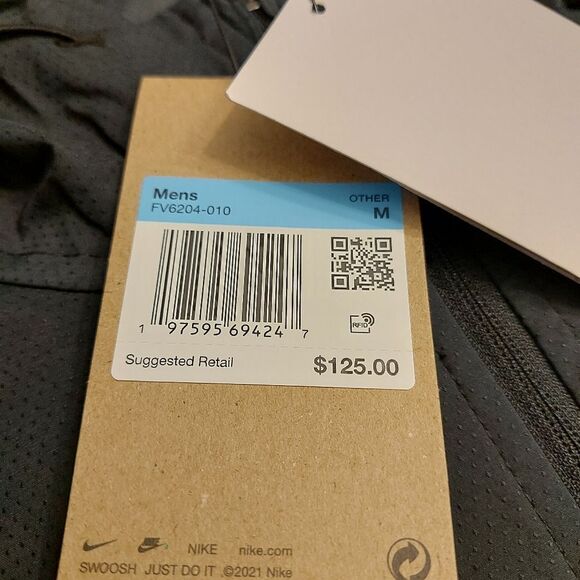 Mens OTHER
FV6204-010 M
1 97595 69424 7
RFID
Suggested Retail $125.00
NIKE nike.com
SWOOSH JUST DO IT ©2021 Nike